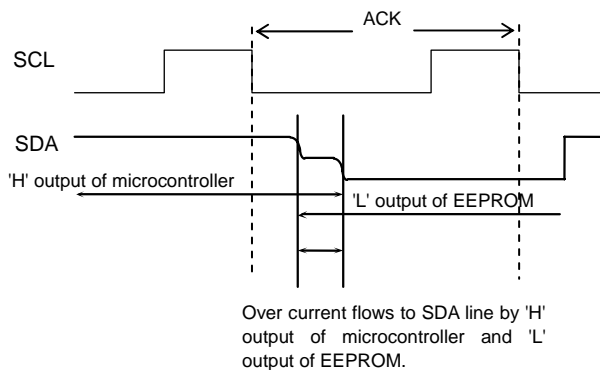 ACK
SCL
SDA
'H' output of microcontroller
'L' output of EEPROM
Over current flows to SDA line by 'H'
output of microcontroller and 'L'
output of EEPROM.